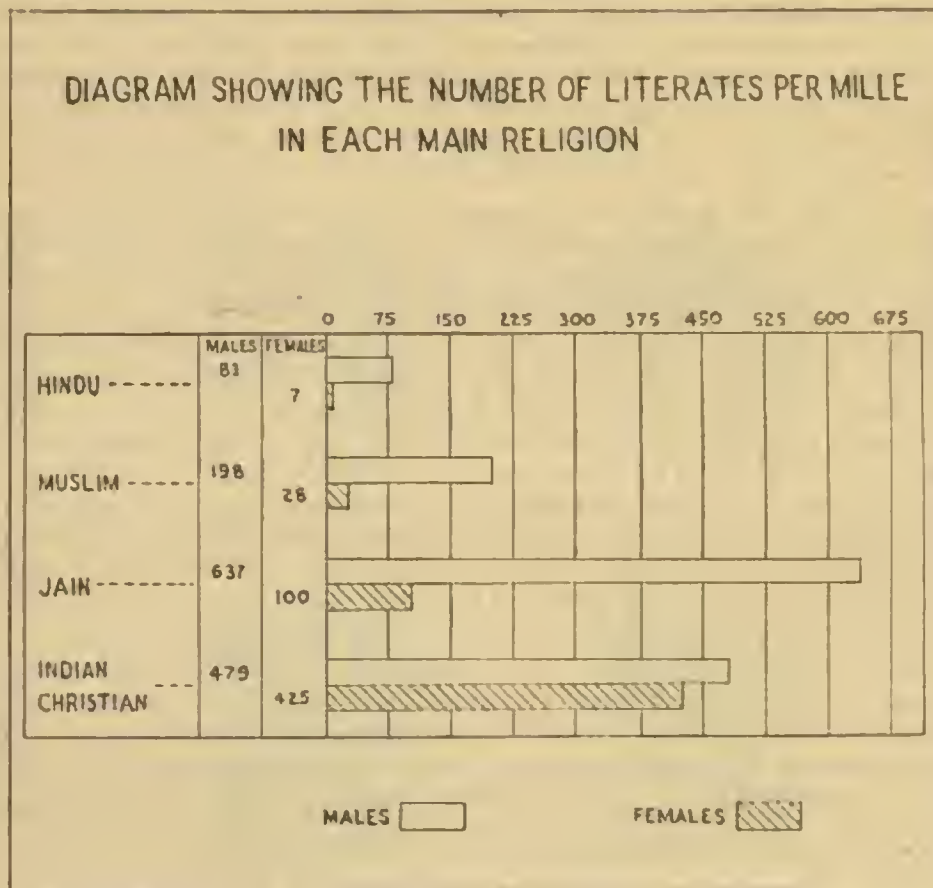 DIAGRAM SHOWING THE NUMBER OF LITERATES PER MILLE
IN EACH MAIN RELIGION
0 75 150 225 300 375 450 525 600 675
MALES FEMALES
HINDU 81 7
MUSLIM 198 28
JAIN 637 100
INDIAN
CHRISTIAN 479 425
MALES FEMALES